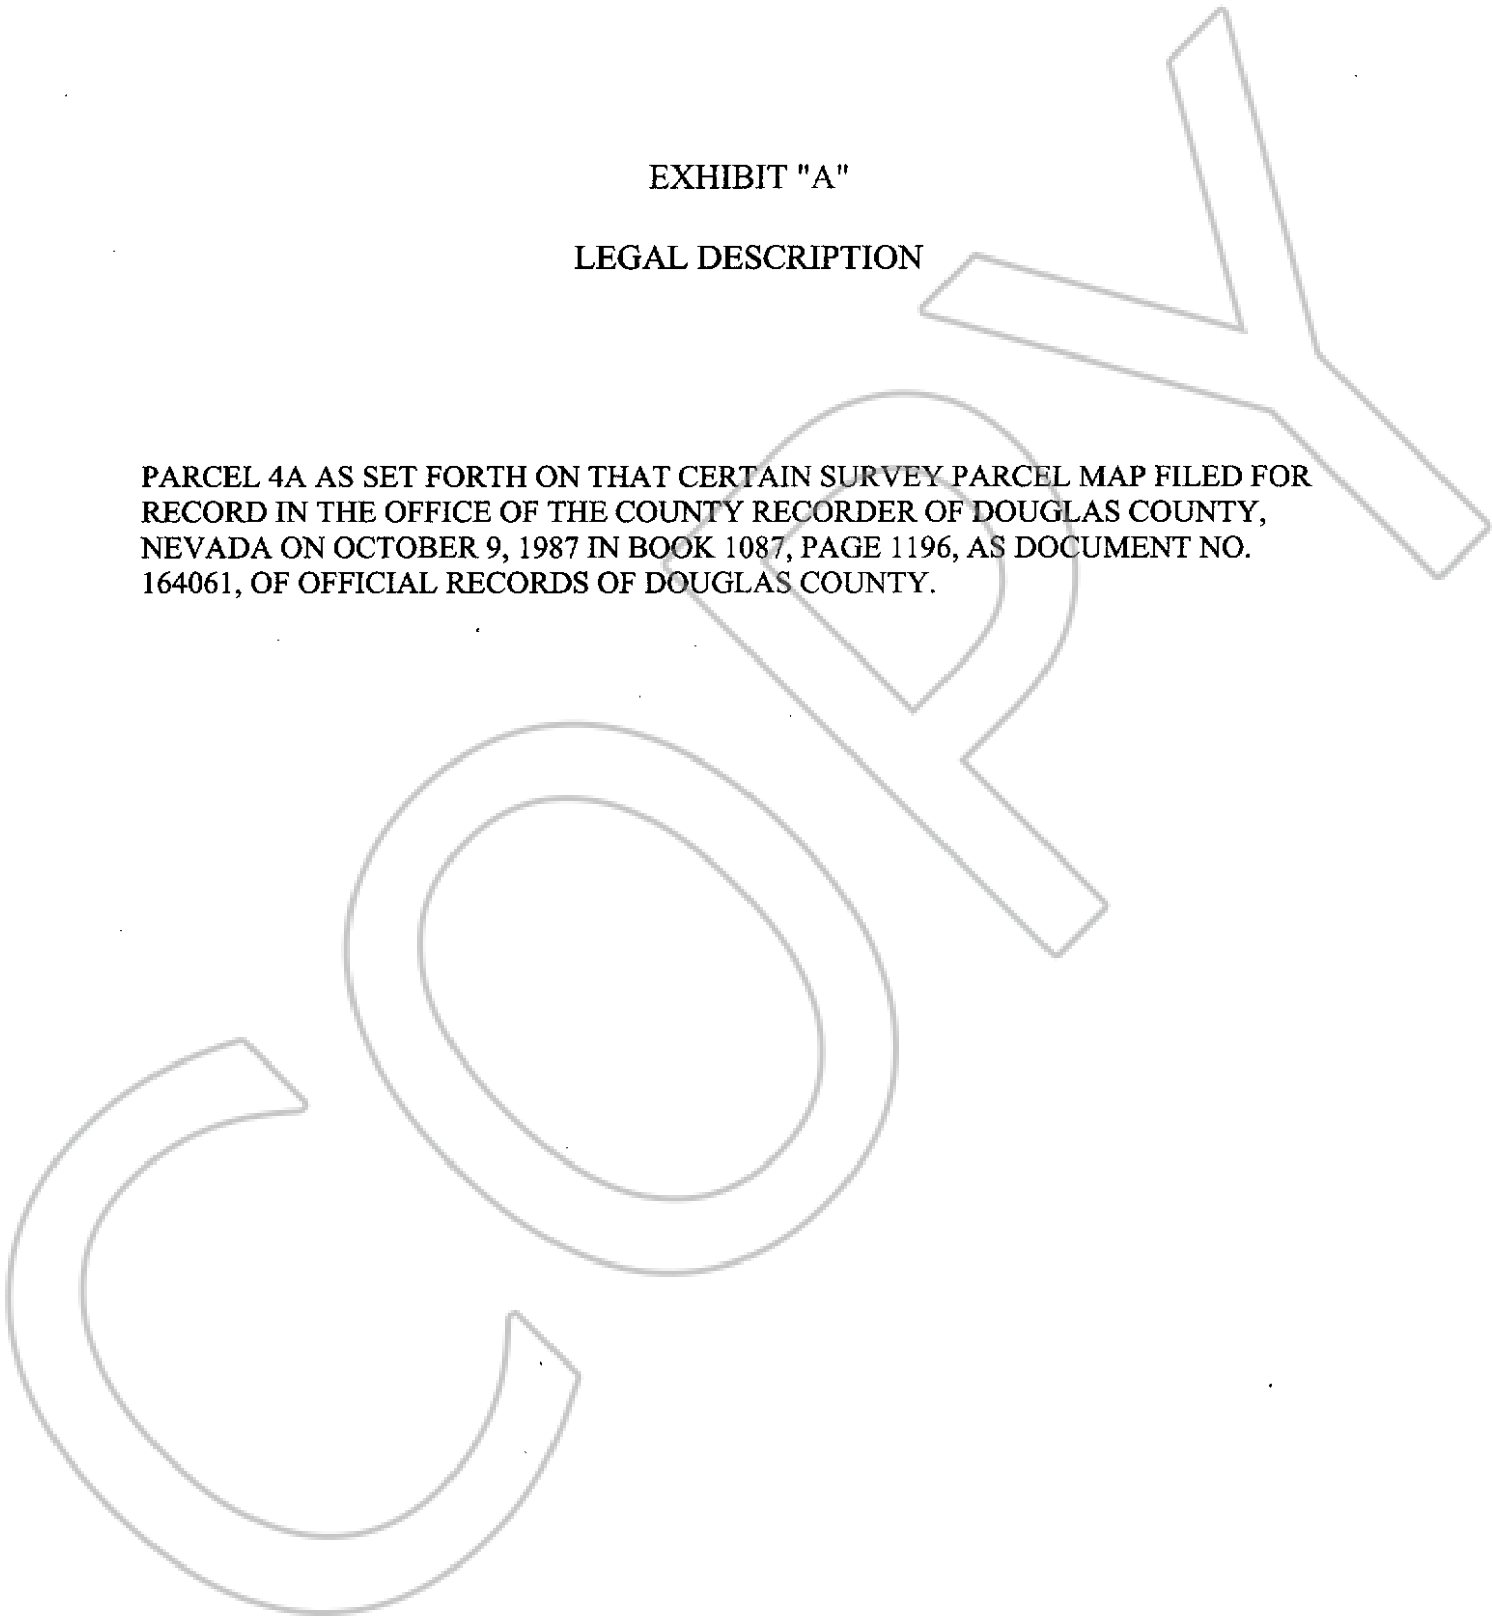 EXHIBIT "A"
LEGAL DESCRIPTION
PARCEL 4A AS SET FORTH ON THAT CERTAIN SURVEY PARCEL MAP FILED FOR
RECORD IN THE OFFICE OF THE COUNTY RECORDER OF DOUGLAS COUNTY,
NEVADA ON OCTOBER 9, 1987 IN BOOK 1087, PAGE 1196, AS DOCUMENT NO.
164061, OF OFFICIAL RECORDS OF DOUGLAS COUNTY.
COPY